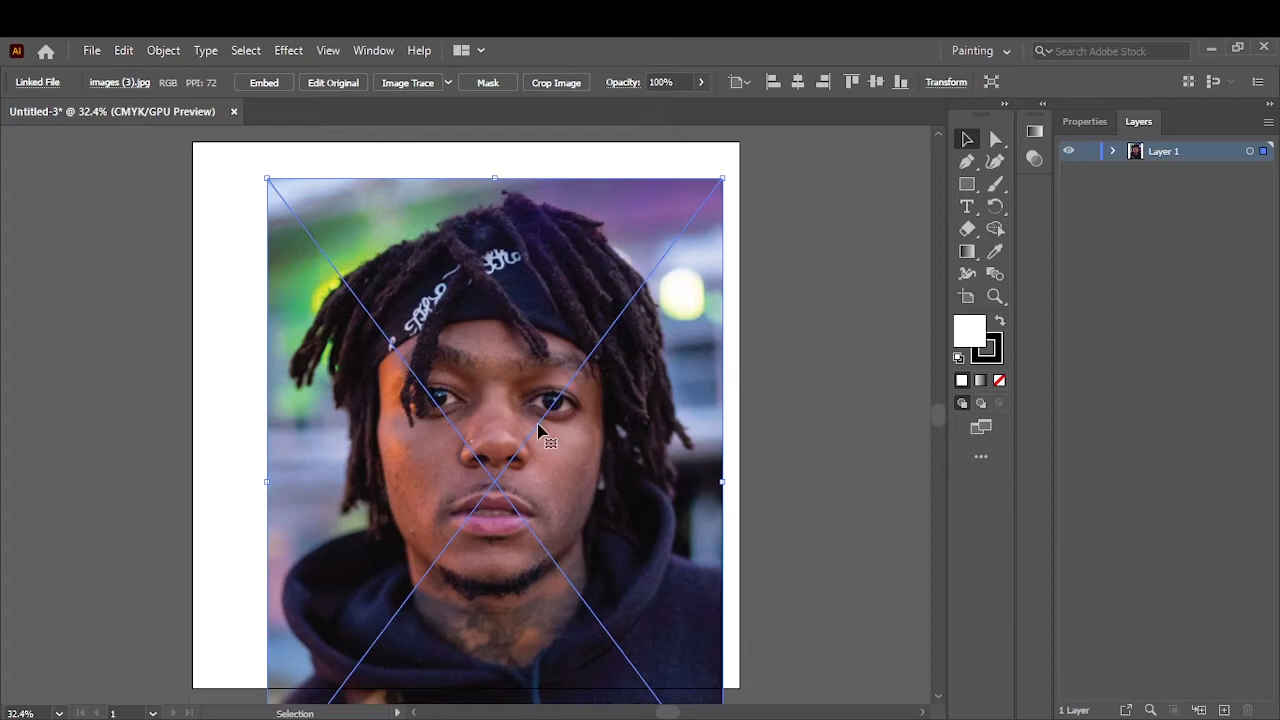 Ai File Edit Object Type Select Effect View Window Help Painting Search Adobe Stock
Linked File images (3).jpg RGB PPI: 72 Embed Edit Original Image Trace Mask Crop Image Opacity: 100% Transform
Untitled-3* @ 32.4% (CMYK/GPU Preview)
Properties Layers
Layer 1
32.4% 1 Selection 1 Layer